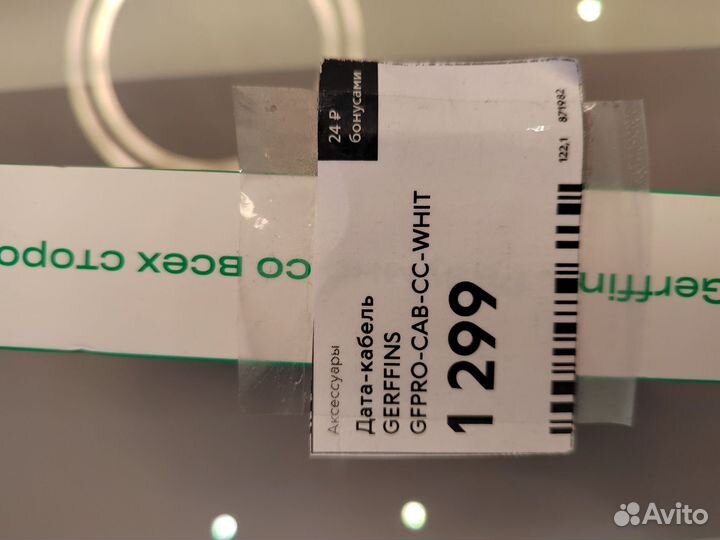 24 ₽
бонусами
Аксессуары
Дата-кабель
GERFFINS
GFPRO-CAB-CC-WHIT
1 299
122,1 871982
Gerffin
со всех сторо
Avito